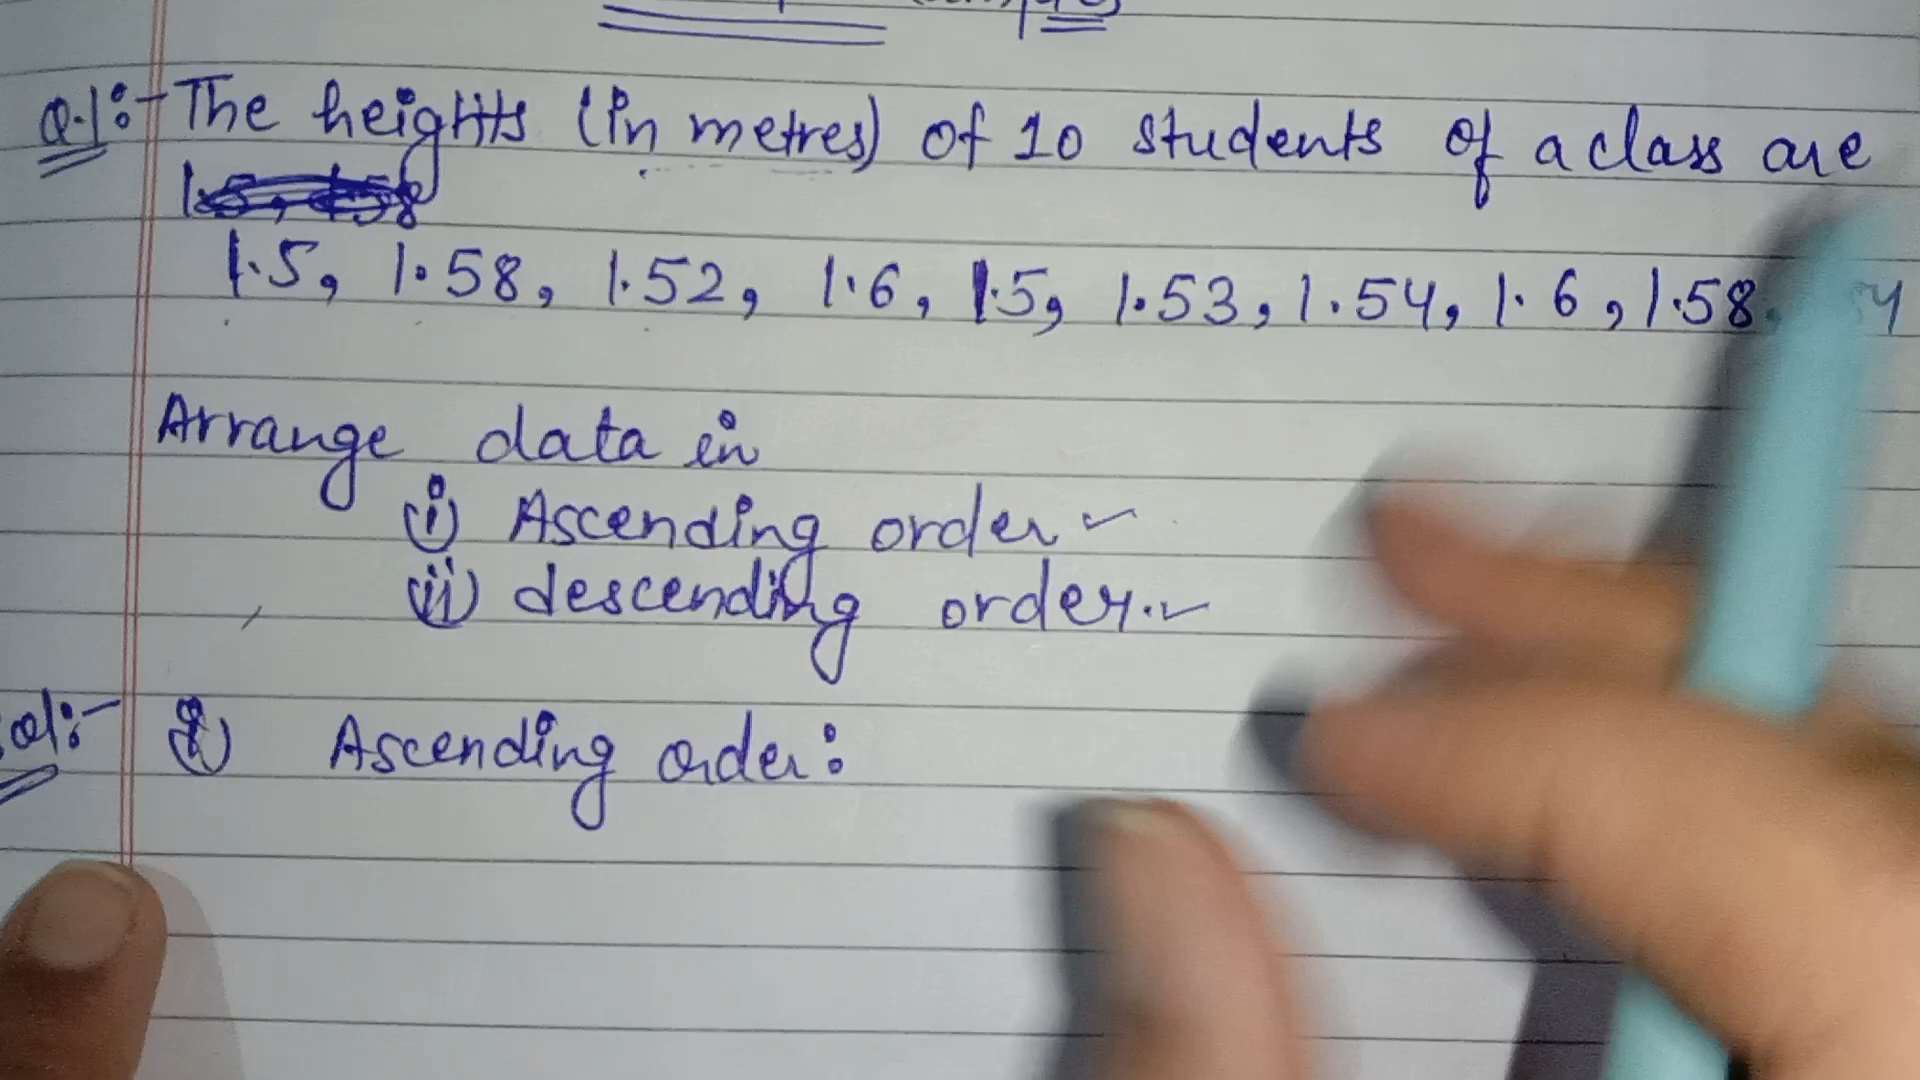 Q.1:- The heights (in metres) of 10 students of a class are
1.5, 1.58, 1.52, 1.6, 1.5, 1.53, 1.54, 1.6, 1.58,
Arrange data in
(i) Ascending order ✓
(ii) descending order. ✓
Sol:- (i) Ascending order: